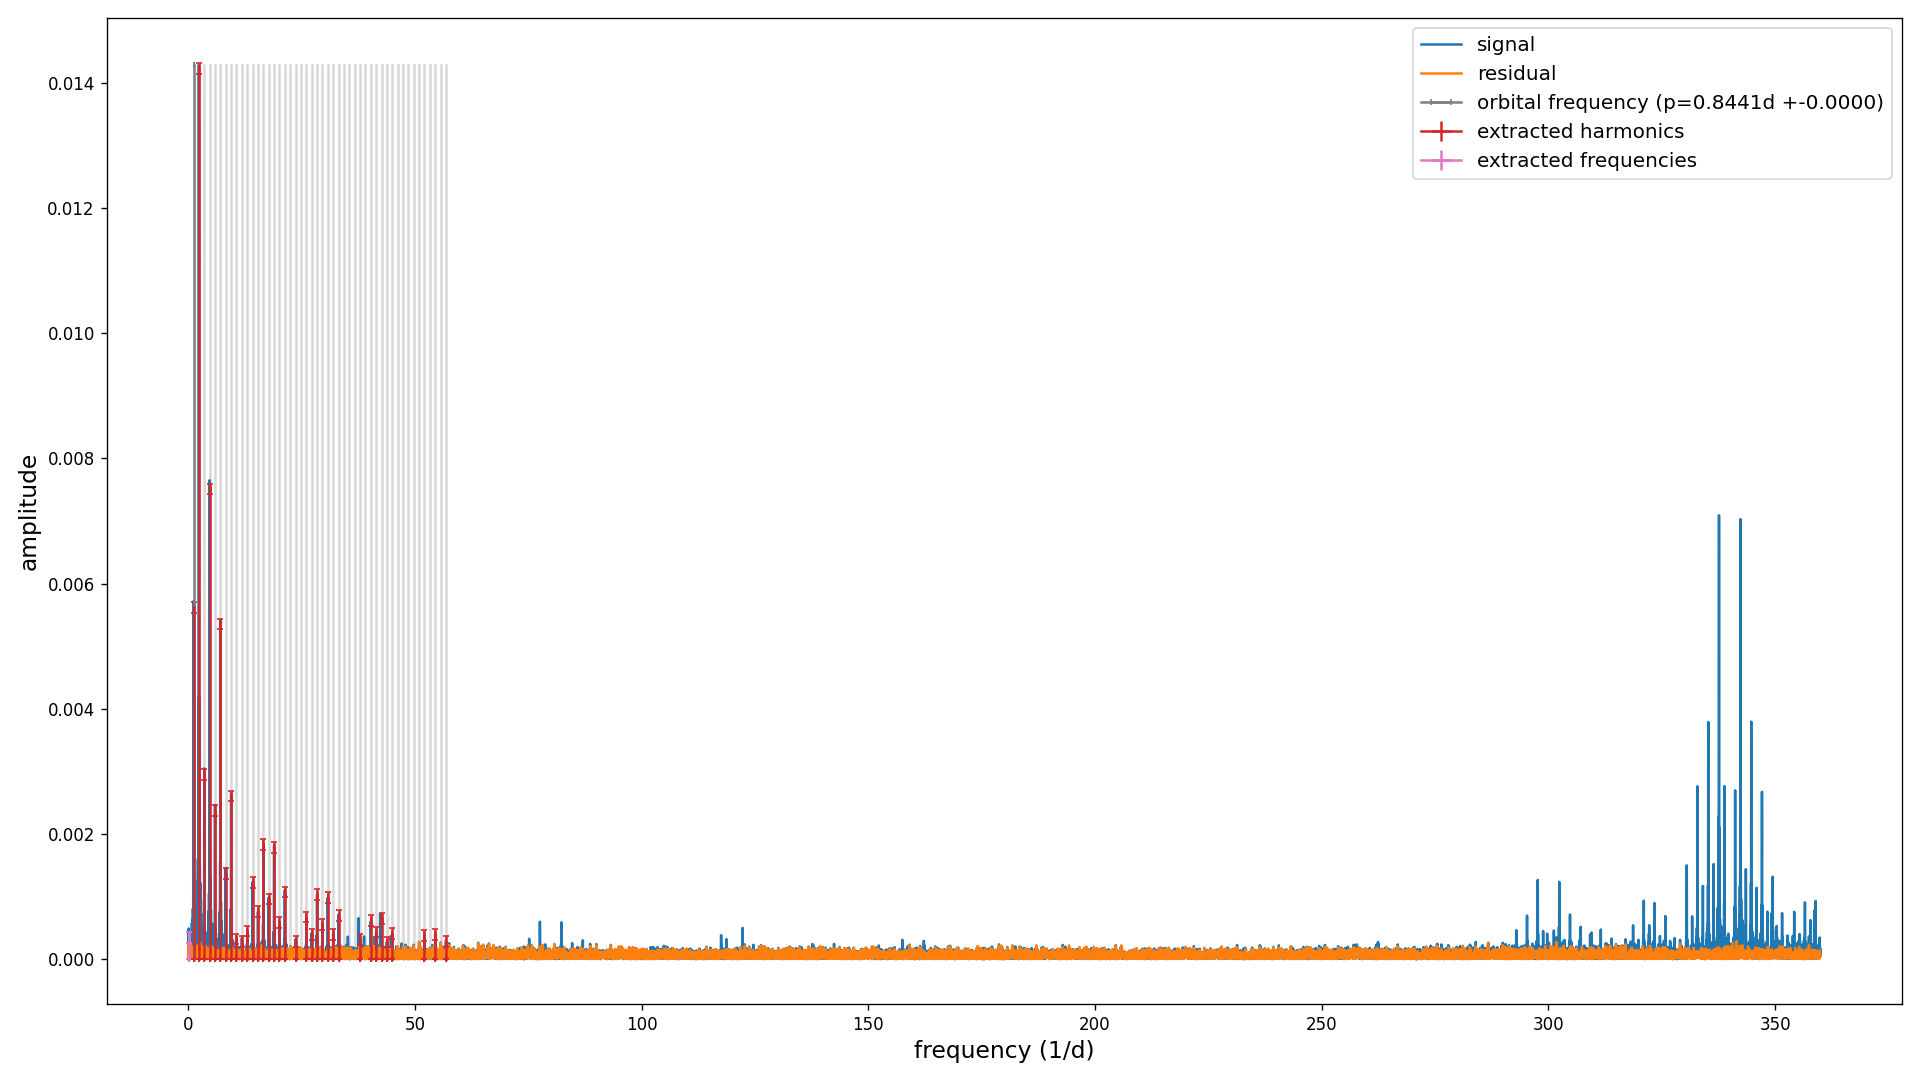 signal
residual
orbital frequency (p=0.8441d +-0.0000)
extracted harmonics
extracted frequencies
0.014
0.012
0.010
0.008
0.006
0.004
0.002
0.000
amplitude
0 50 100 150 200 250 300 350
frequency (1/d)